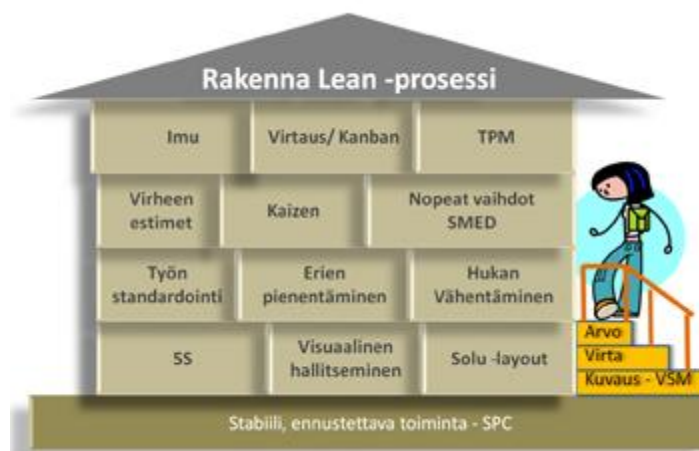 Rakenna Lean -prosessi
Imu
Virtaus/ Kanban
TPM
Virheen
estimet
Kaizen
Nopeat vaihdot
SMED
Työn
standardointi
Erien
pienentäminen
Hukan
Vähentäminen
5S
Visuaalinen
hallitseminen
Solu -layout
Arvo
Virta
Kuvaus - VSM
Stabiili, ennustettava toiminta - SPC